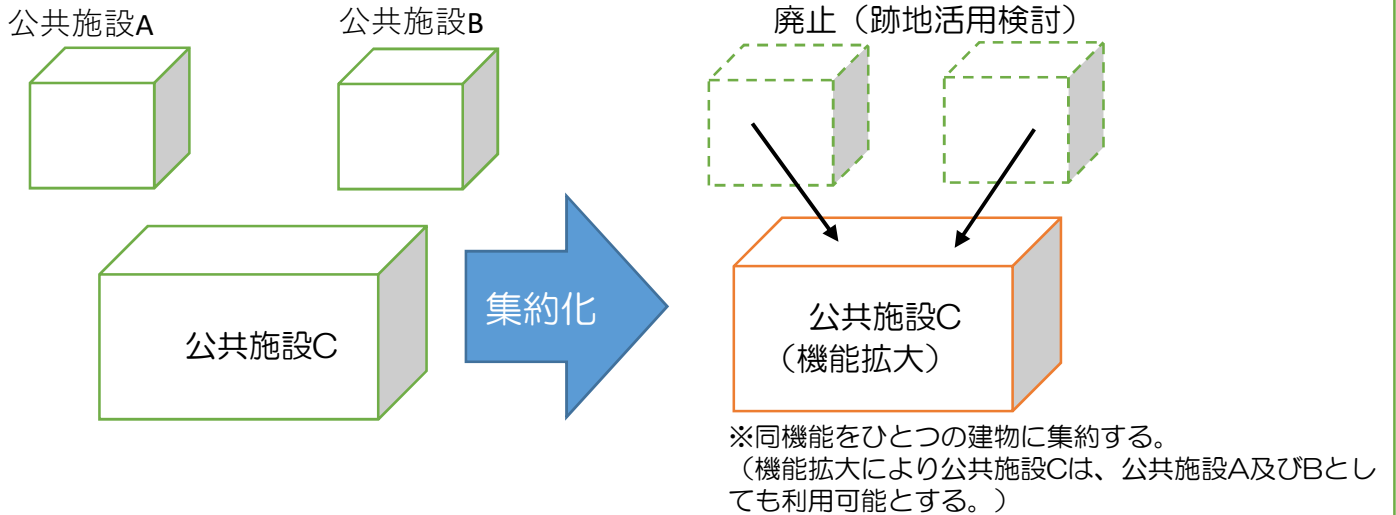 公共施設A
公共施設B
廃止（跡地活用検討）
公共施設C
集約化
公共施設C
（機能拡大）
※同機能をひとつの建物に集約する。
（機能拡大により公共施設Cは、公共施設A及びBとし
ても利用可能とする。）